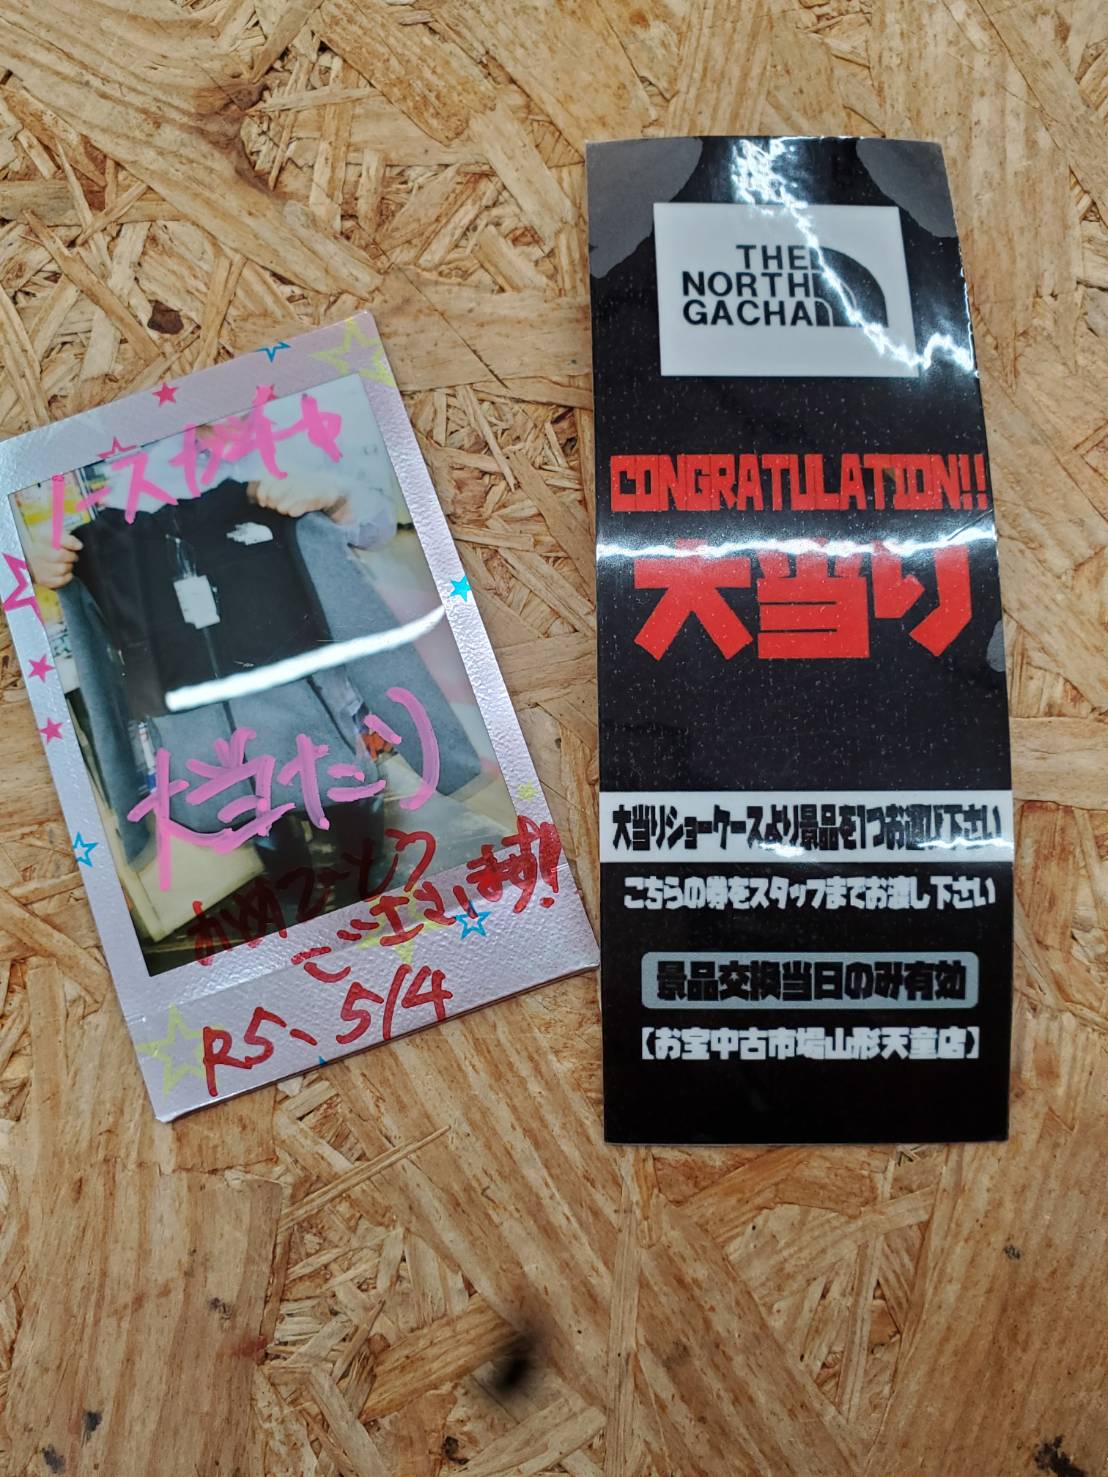 ノースガチャ
大当たり
おめでとう
ございます!
R5、5/4
THE
NORTH
GACHA
CONGRATULATION!!
大当り
大当りショーケースより景品を1つお選び下さい
こちらの券をスタッフまでお渡し下さい
景品交換当日のみ有効
【お宝中古市場山形天童店】